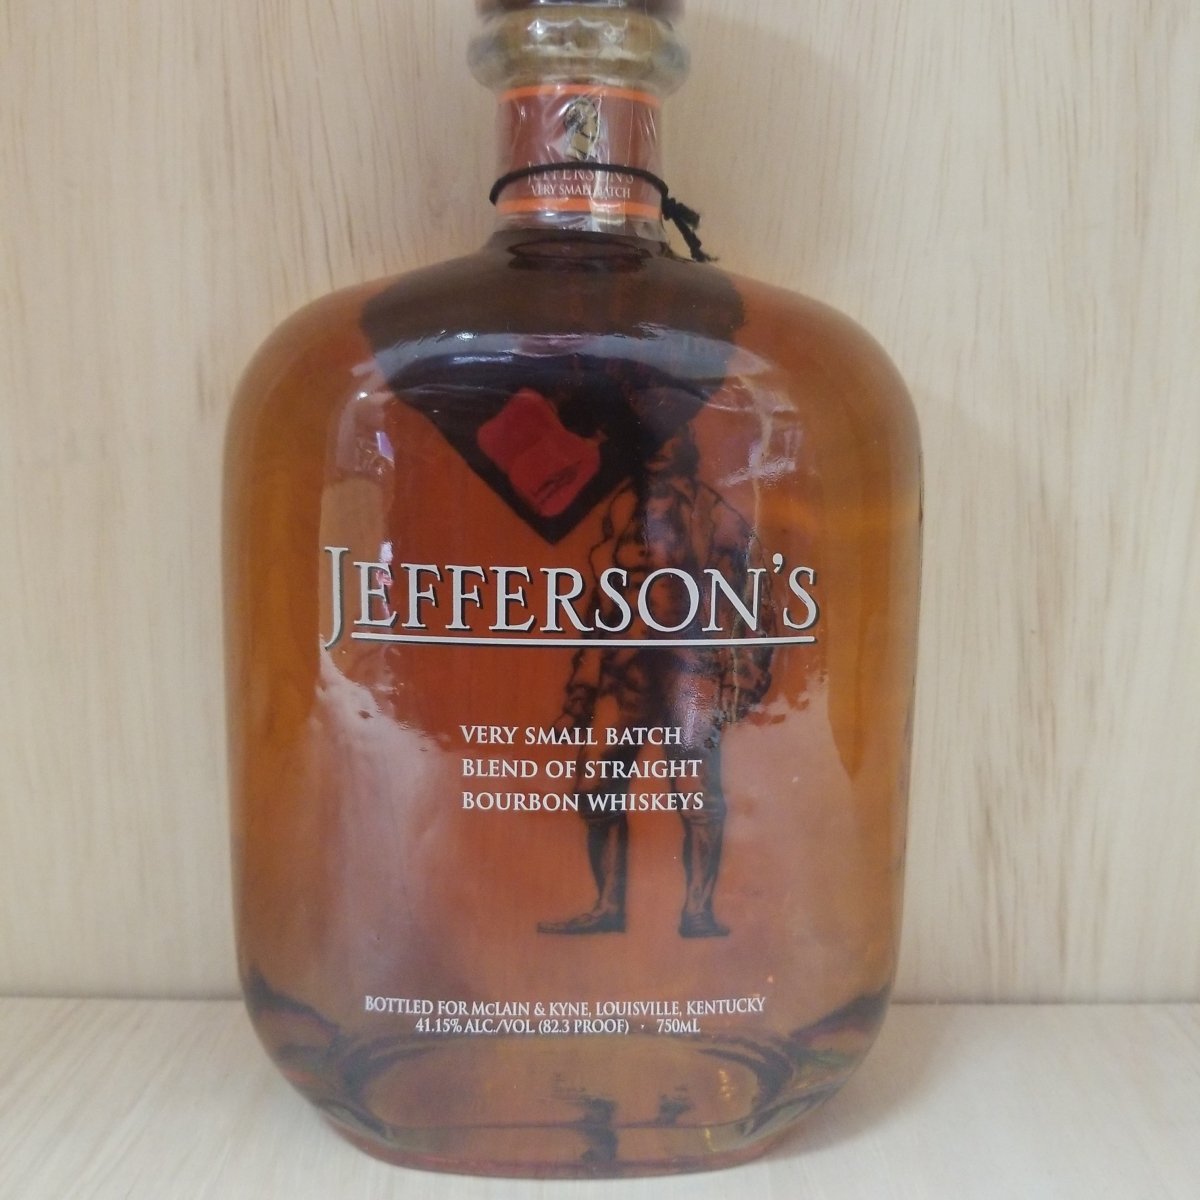 JEFFERSON'S
VERY SMALL BATCH
JEFFERSON'S
VERY SMALL BATCH
BLEND OF STRAIGHT
BOURBON WHISKEYS
BOTTLED FOR McLAIN & KYNE, LOUISVILLE, KENTUCKY
41.15% ALC./VOL. (82.3 PROOF) · 750ML